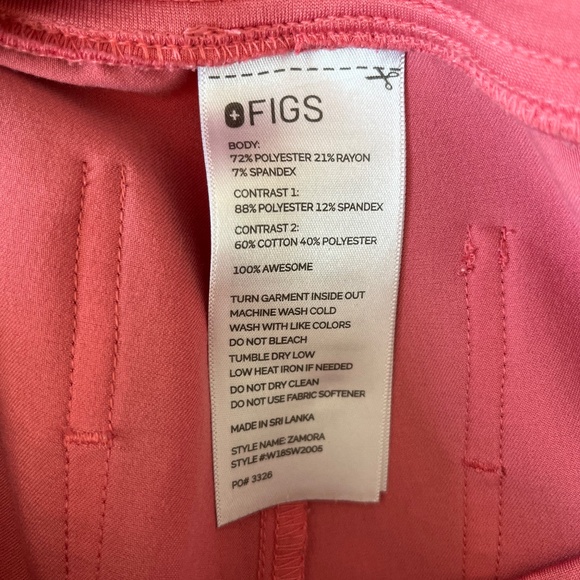 FIGS
BODY:
72% POLYESTER 21% RAYON
7% SPANDEX
CONTRAST 1:
88% POLYESTER 12% SPANDEX
CONTRAST 2:
60% COTTON 40% POLYESTER
100% AWESOME
TURN GARMENT INSIDE OUT
MACHINE WASH COLD
WASH WITH LIKE COLORS
DO NOT BLEACH
TUMBLE DRY LOW
LOW HEAT IRON IF NEEDED
DO NOT DRY CLEAN
DO NOT USE FABRIC SOFTENER
MADE IN SRI LANKA
STYLE NAME: ZAMORA
STYLE #:W18SW2006
PO# 3326